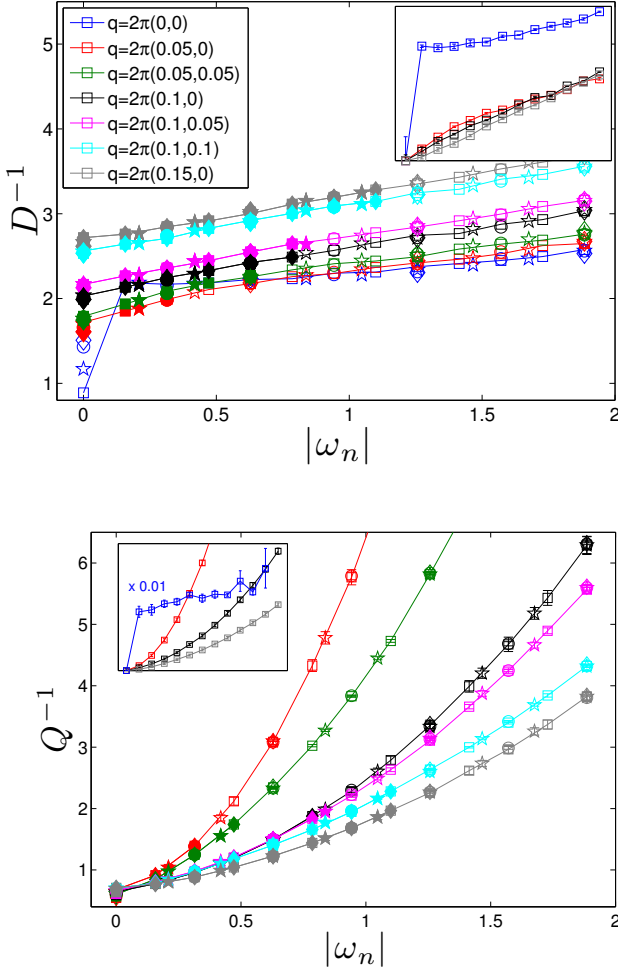 q=2π(0,0)
q=2π(0.05,0)
q=2π(0.05,0.05)
q=2π(0.1,0)
q=2π(0.1,0.05)
q=2π(0.1,0.1)
q=2π(0.15,0)
5
4
3
2
1
D⁻¹
0 0.5 1 1.5 2
|ωₙ|
x 0.01
6
5
4
3
2
1
Q⁻¹
0 0.5 1 1.5 2
|ωₙ|